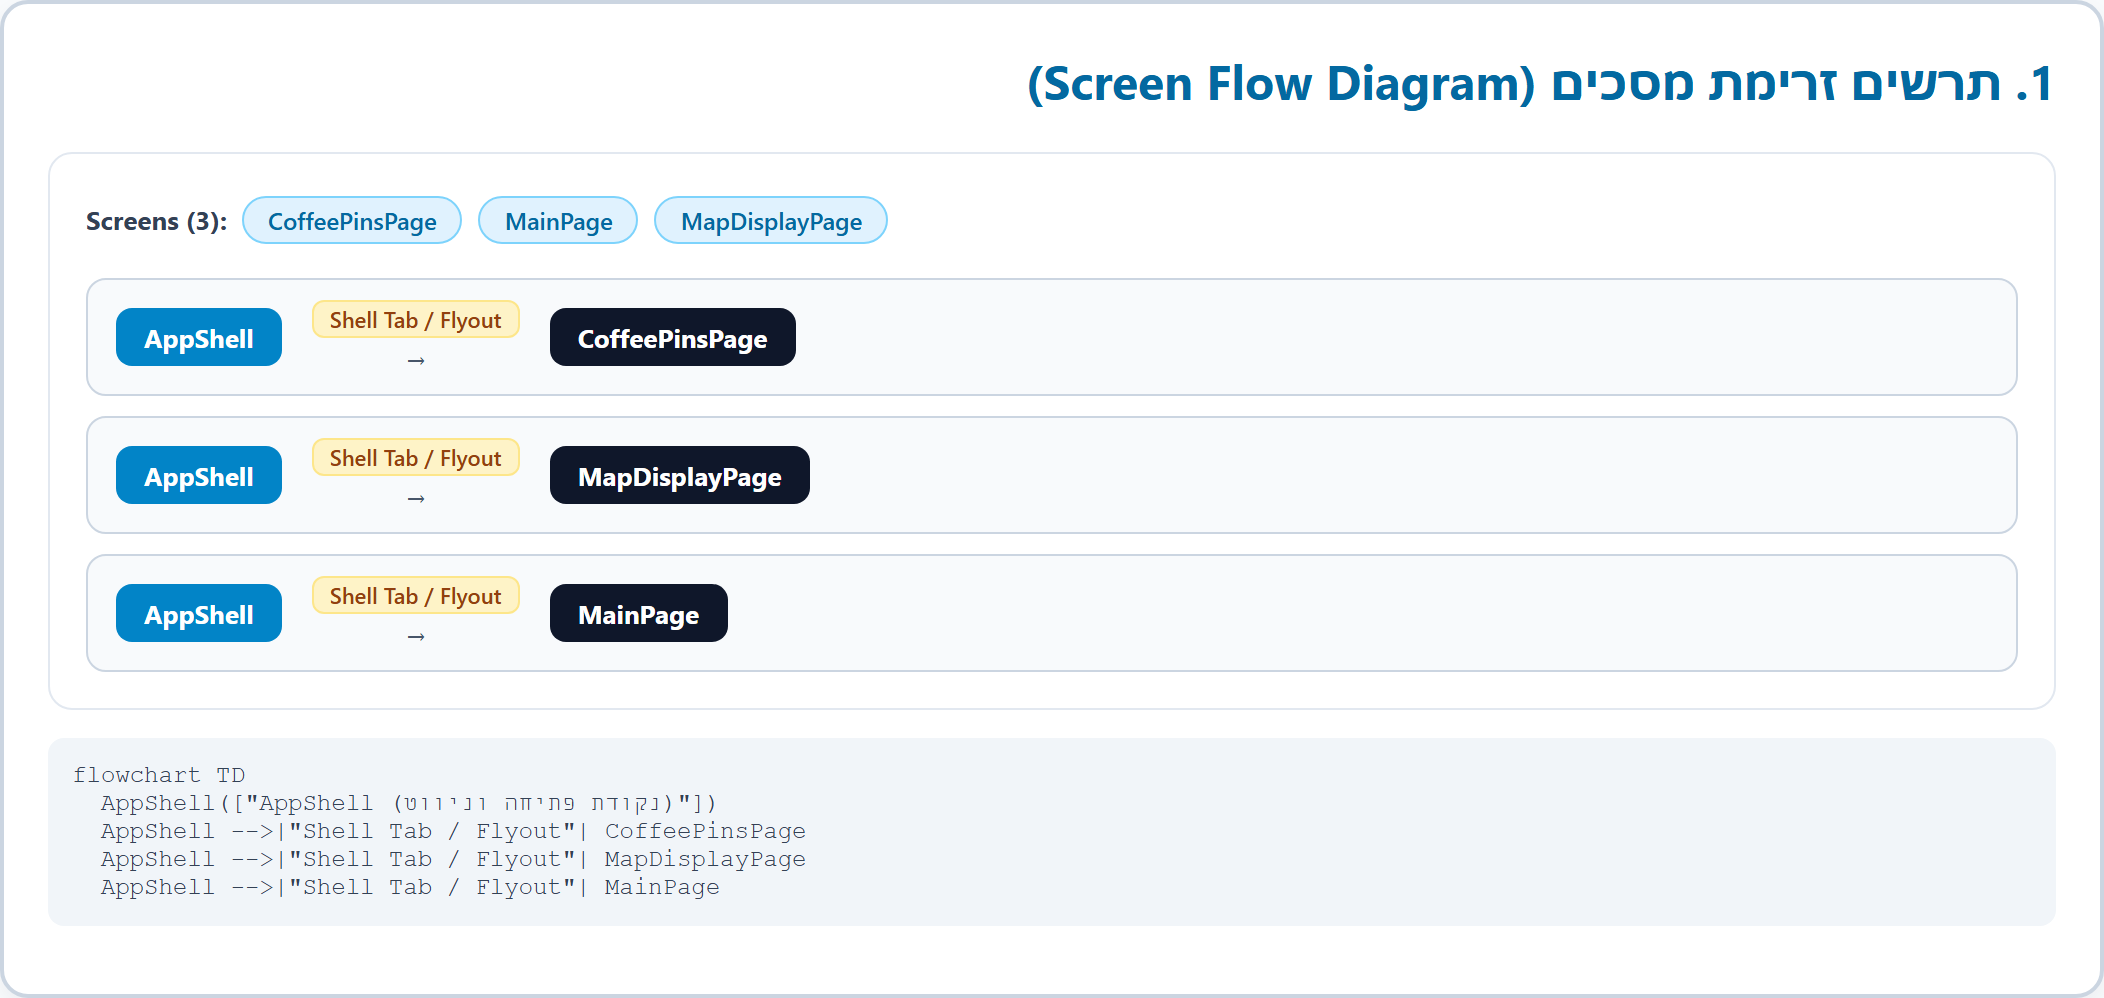 1. תרשים זרימת מסכים (Screen Flow Diagram)
Screens (3): CoffeePinsPage MainPage MapDisplayPage
AppShell Shell Tab / Flyout → CoffeePinsPage
AppShell Shell Tab / Flyout → MapDisplayPage
AppShell Shell Tab / Flyout → MainPage
flowchart TD
  AppShell(["AppShell (נקודת פתיחה וניווט)"])
  AppShell -->|"Shell Tab / Flyout"| CoffeePinsPage
  AppShell -->|"Shell Tab / Flyout"| MapDisplayPage
  AppShell -->|"Shell Tab / Flyout"| MainPage